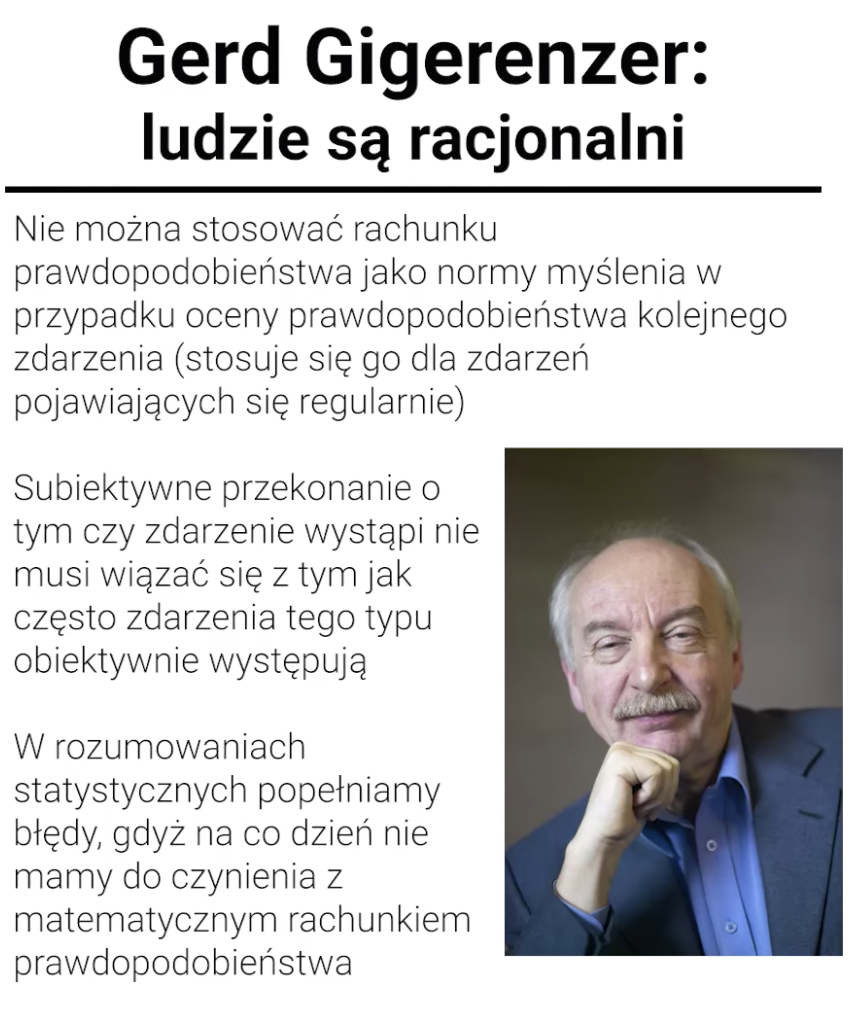 Gerd Gigerenzer:
ludzie są racjonalni
Nie można stosować rachunku
prawdopodobieństwa jako normy myślenia w
przypadku oceny prawdopodobieństwa kolejnego
zdarzenia (stosuje się go dla zdarzeń
pojawiających się regularnie)
Subiektywne przekonanie o
tym czy zdarzenie wystąpi nie
musi wiązać się z tym jak
często zdarzenia tego typu
obiektywnie występują
W rozumowaniach
statystycznych popełniamy
błędy, gdyż na co dzień nie
mamy do czynienia z
matematycznym rachunkiem
prawdopodobieństwa